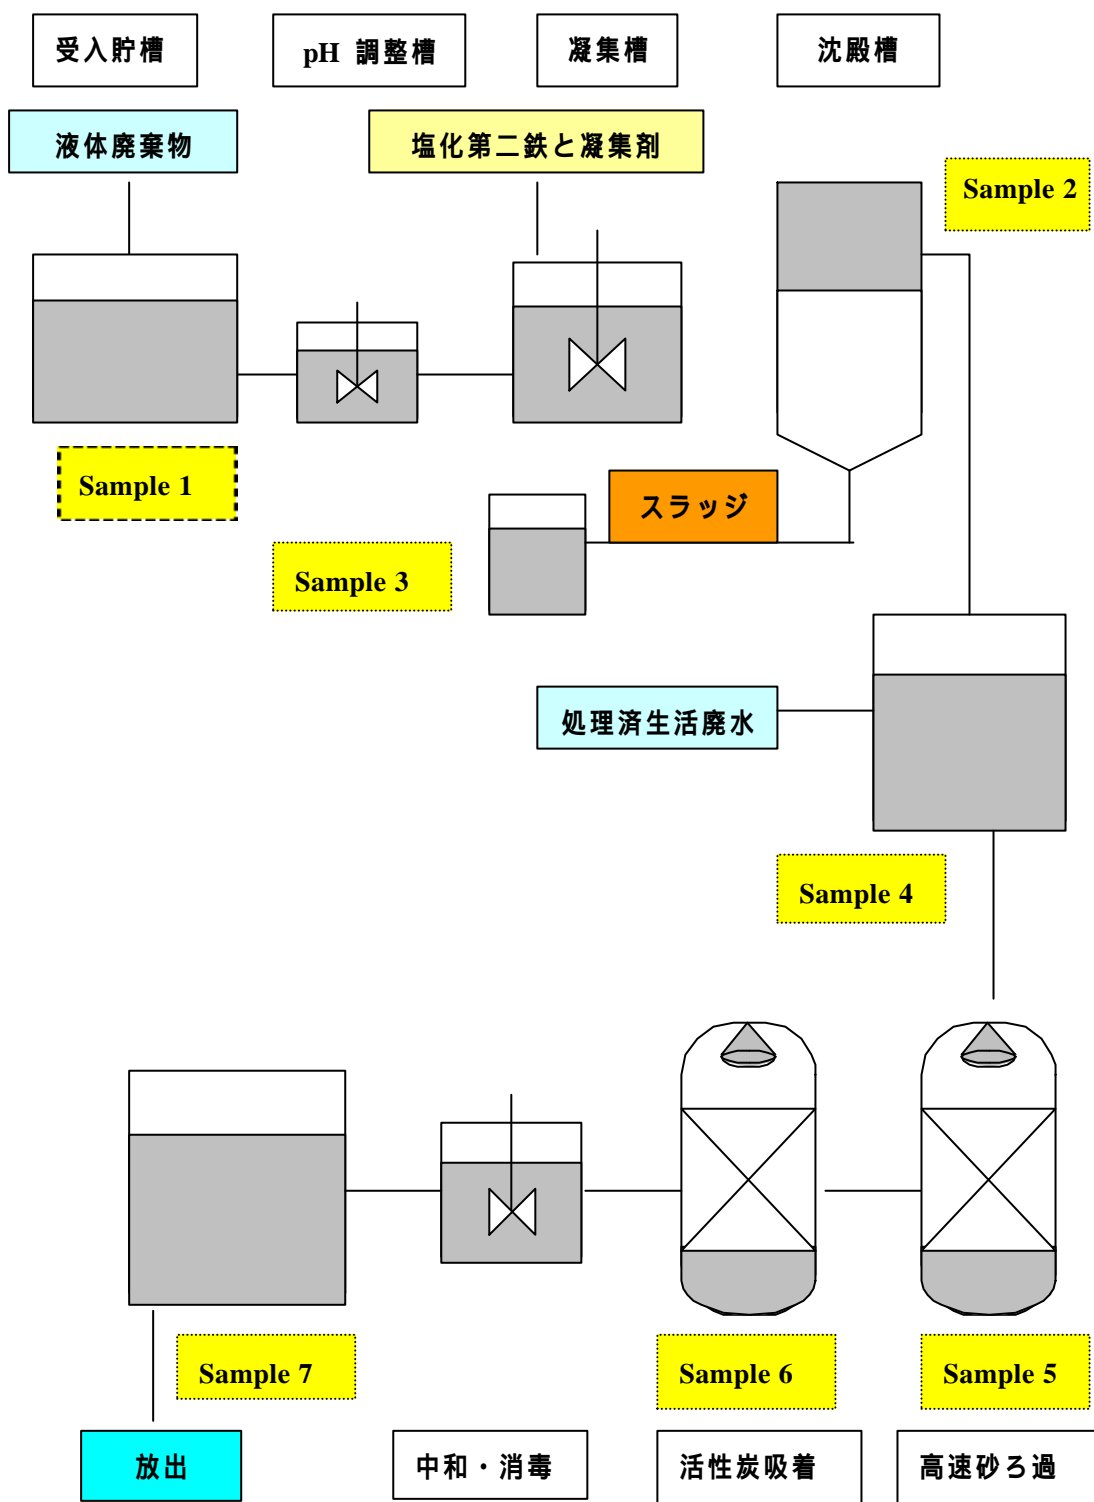 受入貯槽
pH 調整槽
凝集槽
沈殿槽
液体廃棄物
塩化第二鉄と凝集剤
Sample 2
Sample 1
スラッジ
Sample 3
処理済生活廃水
Sample 4
Sample 7
Sample 6
Sample 5
放出
中和・消毒
活性炭吸着
高速砂ろ過